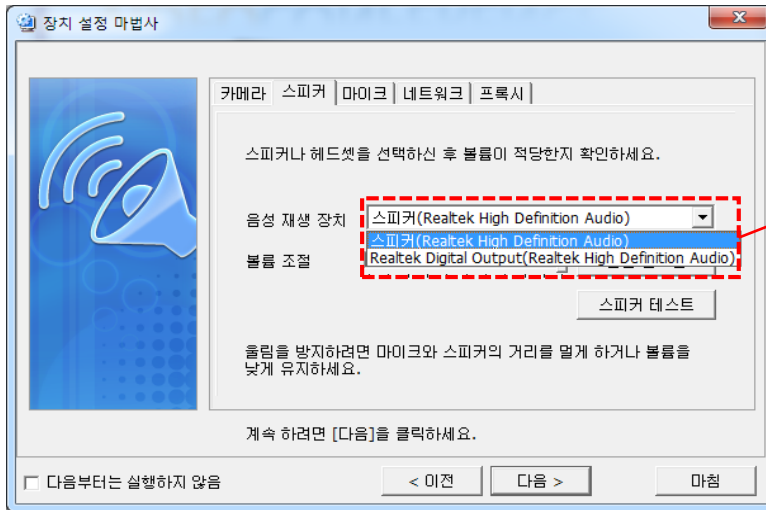 장치 설정 마법사
카메라 스피커 마이크 네트워크 프록시
스피커나 헤드셋을 선택하신 후 볼륨이 적당한지 확인하세요.
음성 재생 장치 스피커(Realtek High Definition Audio)
스피커(Realtek High Definition Audio)
볼륨 조절 Realtek Digital Output(Realtek High Definition Audio)
스피커 테스트
울림을 방지하려면 마이크와 스피커의 거리를 멀게 하거나 볼륨을
낮게 유지하세요.
계속 하려면 [다음]을 클릭하세요.
다음부터는 실행하지 않음 < 이전 다음 > 마침